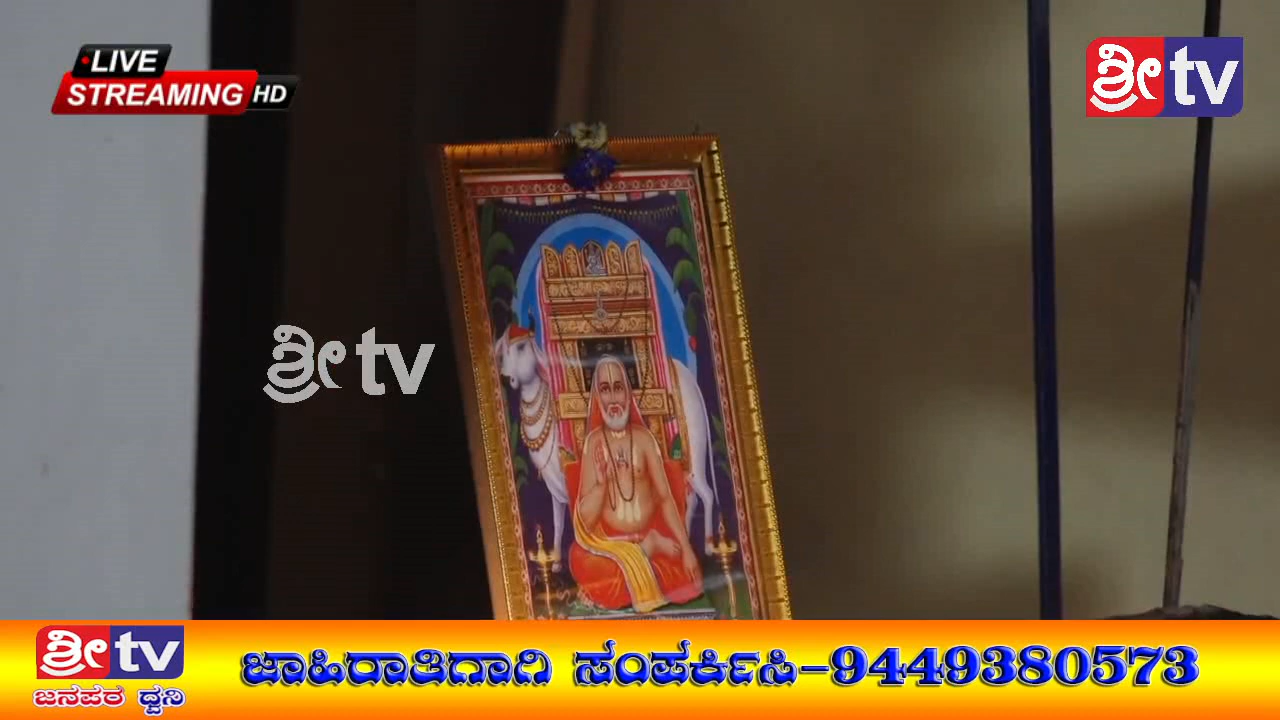 LIVE
STREAMING HD
ಶ್ರೀ tv
ಶ್ರೀ tv
ಶ್ರೀ tv
ಜನಪರ ಧ್ವನಿ
ಜಾಹಿರಾತಿಗಾಗಿ ಸಂಪರ್ಕಿಸಿ-9449380573